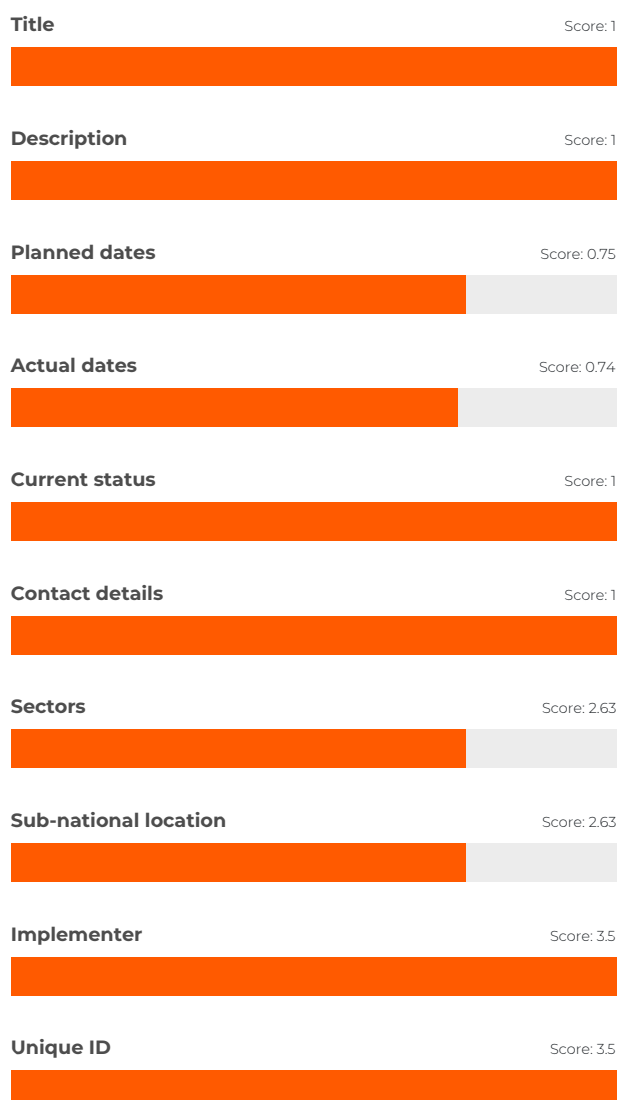 Title Score: 1
Description Score: 1
Planned dates Score: 0.75
Actual dates Score: 0.74
Current status Score: 1
Contact details Score: 1
Sectors Score: 2.63
Sub-national location Score: 2.63
Implementer Score: 3.5
Unique ID Score: 3.5